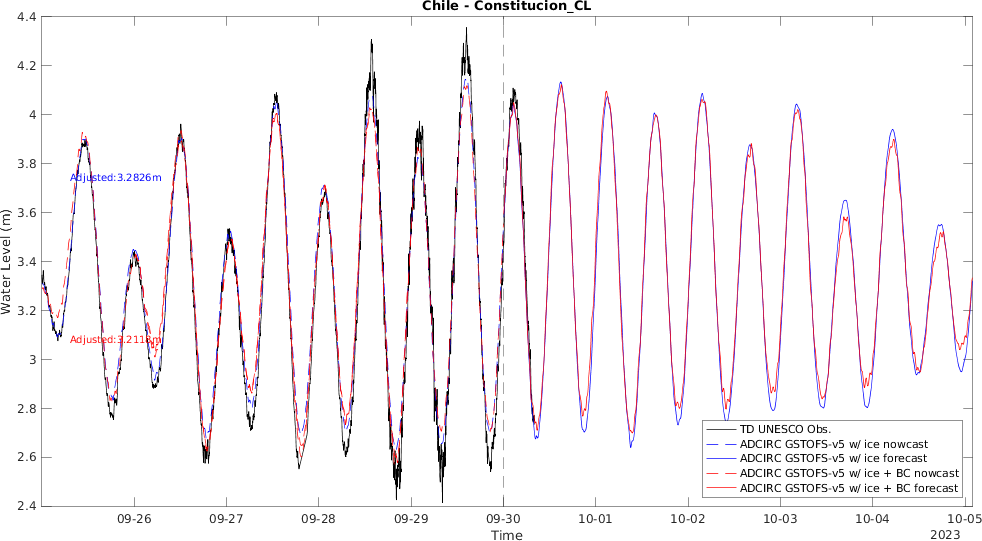 Chile - Constitucion_CL
4.4
4.2
4
3.8
3.6
3.4
3.2
3
2.8
2.6
2.4
Water Level (m)
Adjusted:3.2826m
Adjusted:3.2118m
TD UNESCO Obs.
ADCIRC GSTOFS-v5 w/ ice nowcast
ADCIRC GSTOFS-v5 w/ ice forecast
ADCIRC GSTOFS-v5 w/ ice + BC nowcast
ADCIRC GSTOFS-v5 w/ ice + BC forecast
09-26 09-27 09-28 09-29 09-30 10-01 10-02 10-03 10-04 10-05
Time
2023